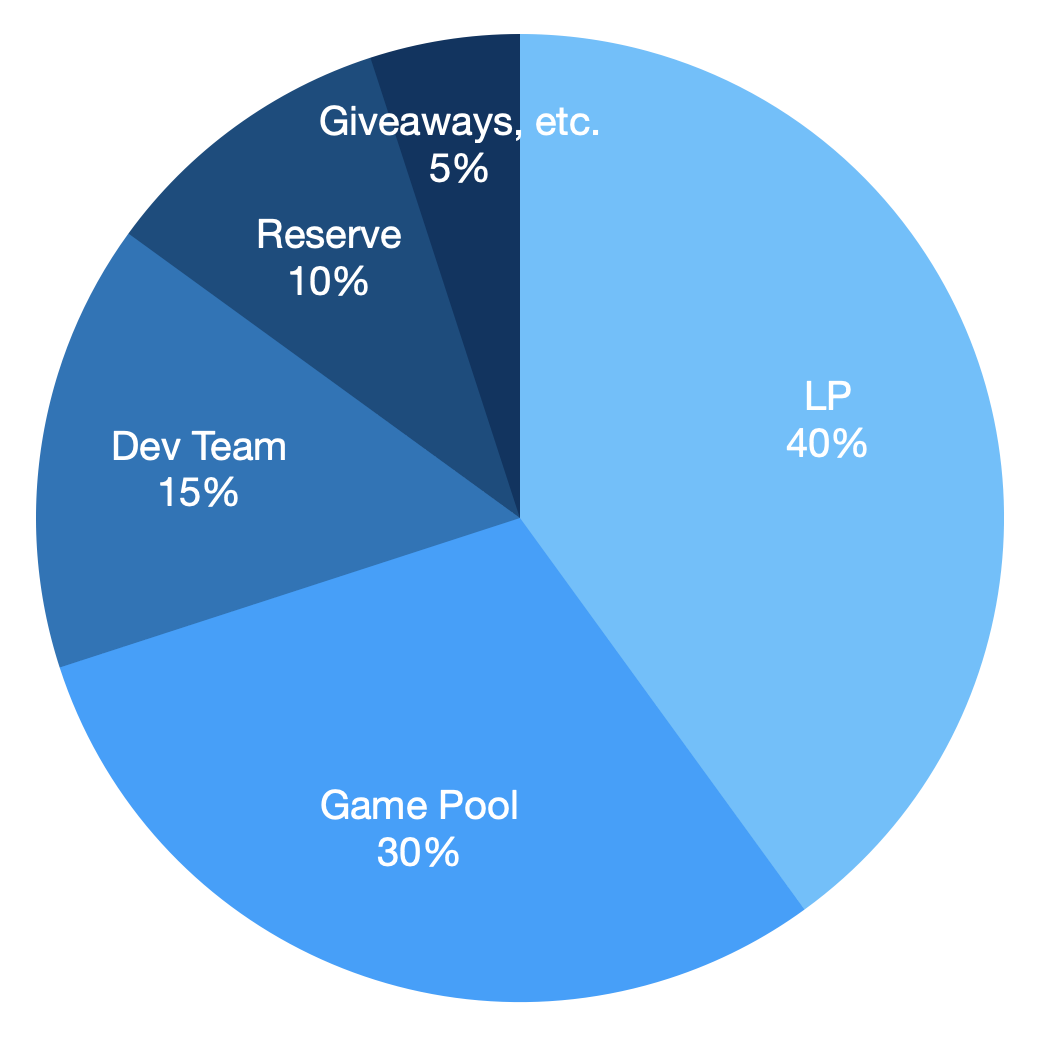 Giveaways, etc.
5%
Reserve
10%
LP
40%
Dev Team
15%
Game Pool
30%